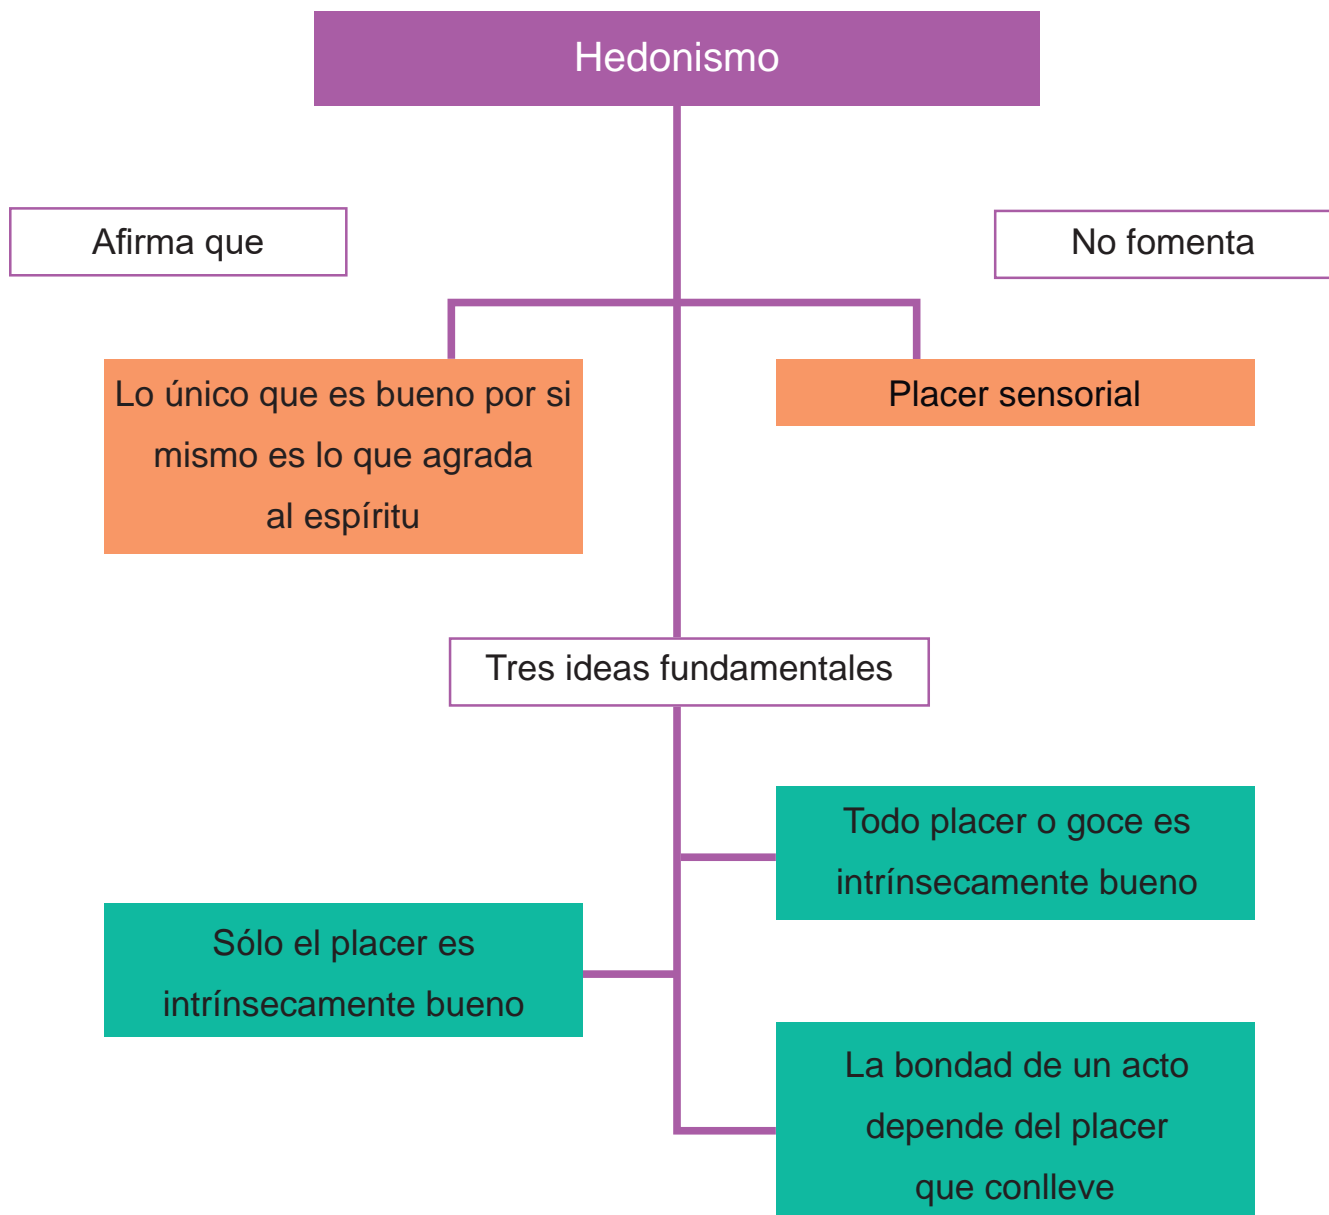 Hedonismo
Afirma que
No fomenta
Lo único que es bueno por si
mismo es lo que agrada
al espíritu
Placer sensorial
Tres ideas fundamentales
Todo placer o goce es
intrínsecamente bueno
Sólo el placer es
intrínsecamente bueno
La bondad de un acto
depende del placer
que conlleve